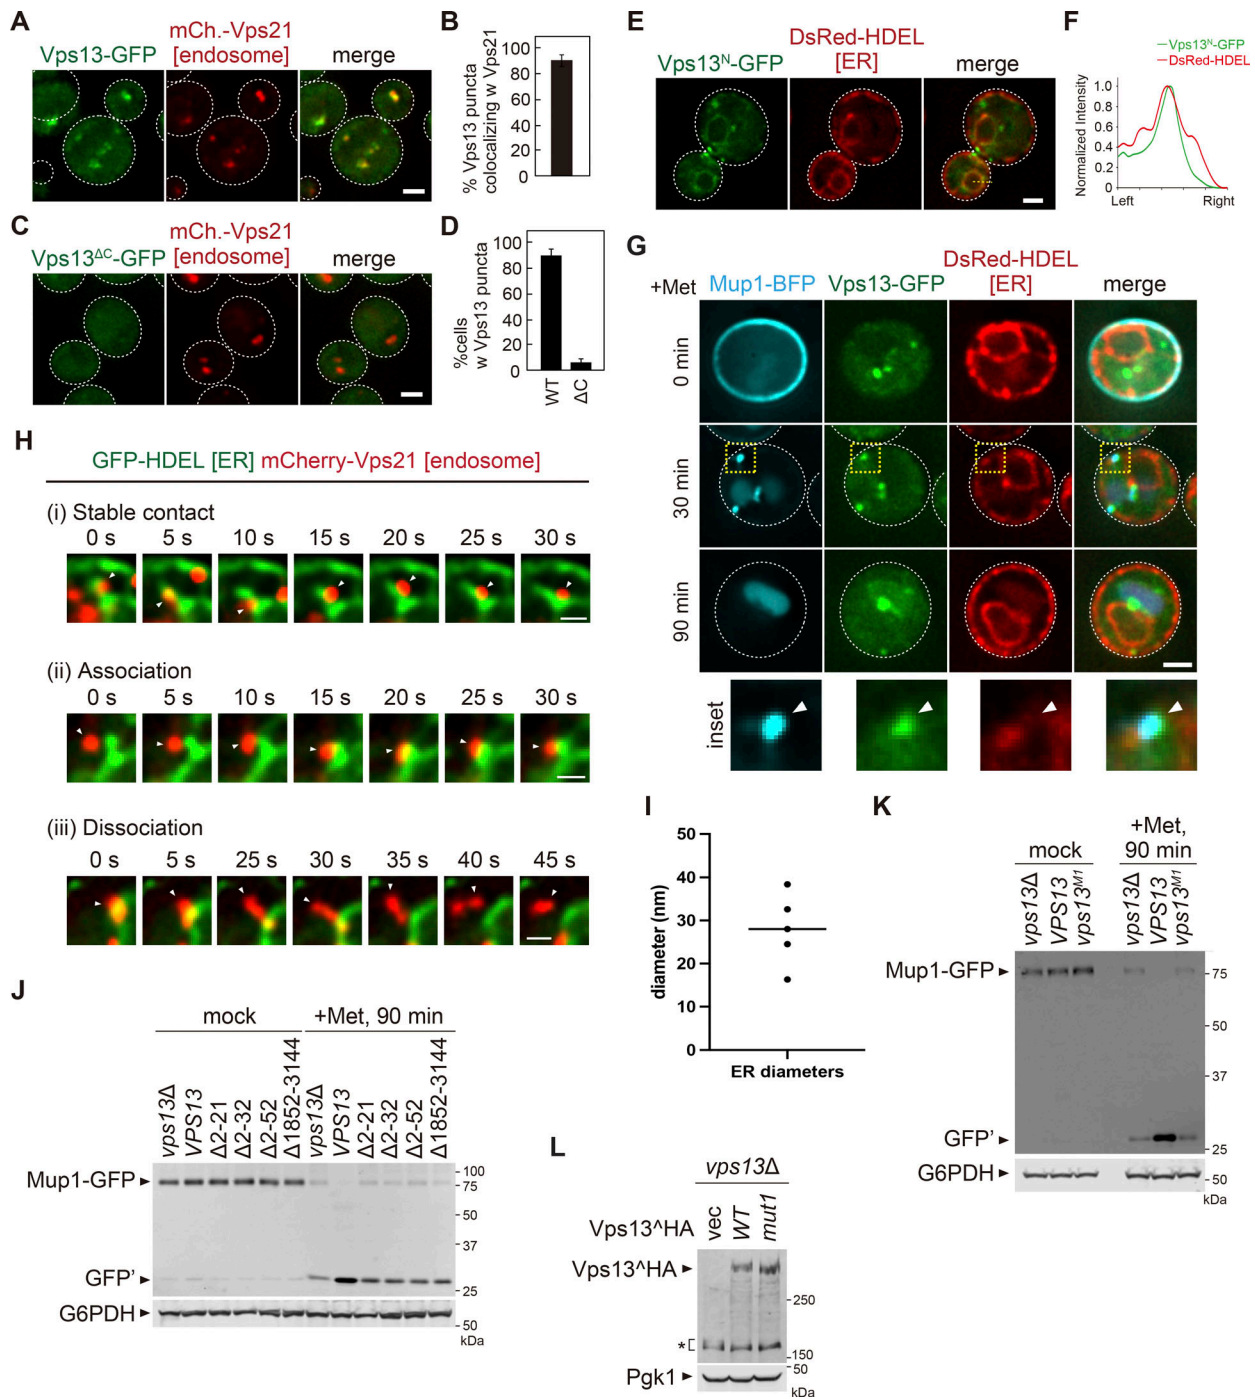 A
Vps13-GFP
mCh.-Vps21
[endosome]
merge
B
% Vps13 puncta
colocalizing w Vps21
100
80
60
40
20
0
C
Vps13ΔC-GFP
mCh.-Vps21
[endosome]
merge
D
%cells
w Vps13 puncta
100
80
60
40
20
0
WT
ΔC
E
Vps13N-GFP
DsRed-HDEL
[ER]
merge
F
Vps13N-GFP
DsRed-HDEL
Normalized Intensity
1.0
0.8
0.6
0.4
0.2
0
Left
Right
G
+Met
Mup1-BFP
Vps13-GFP
DsRed-HDEL
[ER]
merge
0 min
30 min
90 min
inset
H
GFP-HDEL [ER] mCherry-Vps21 [endosome]
(i) Stable contact
0 s 5 s 10 s 15 s 20 s 25 s 30 s
(ii) Association
0 s 5 s 10 s 15 s 20 s 25 s 30 s
(iii) Dissociation
0 s 5 s 25 s 30 s 35 s 40 s 45 s
I
diameter (nm)
50
40
30
20
10
0
ER diameters
J
mock
+Met, 90 min
vps13Δ
VPS13
Δ2-21
Δ2-32
Δ2-52
Δ1852-3144
vps13Δ
VPS13
Δ2-21
Δ2-32
Δ2-52
Δ1852-3144
Mup1-GFP
GFP'
G6PDH
100
75
50
37
25
50
kDa
K
mock
+Met,
90 min
vps13Δ
VPS13
vps13M1
vps13Δ
VPS13
vps13M1
Mup1-GFP
GFP'
G6PDH
75
50
37
25
50
kDa
L
vps13Δ
Vps13^HA
vec
WT
mut1
Vps13^HA
*
Pgk1
250
150
50
kDa